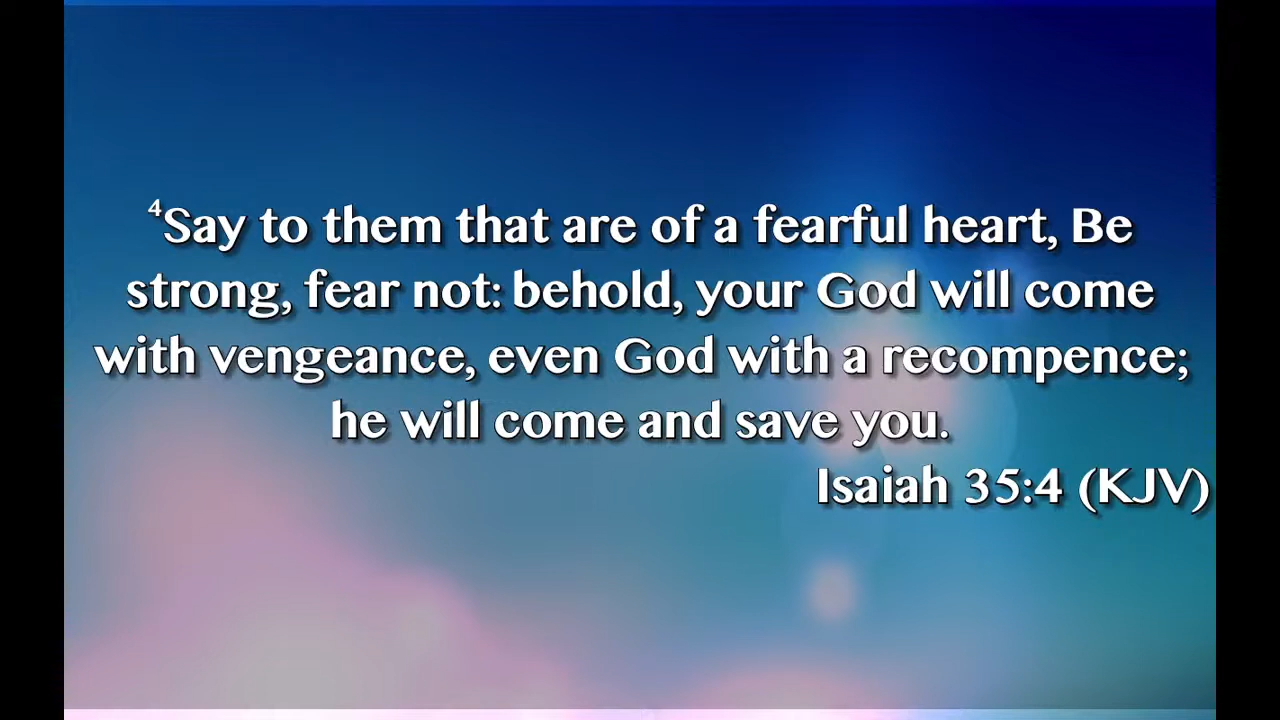 ⁴Say to them that are of a fearful heart, Be
strong, fear not: behold, your God will come
with vengeance, even God with a recompence;
he will come and save you.
Isaiah 35:4 (KJV)